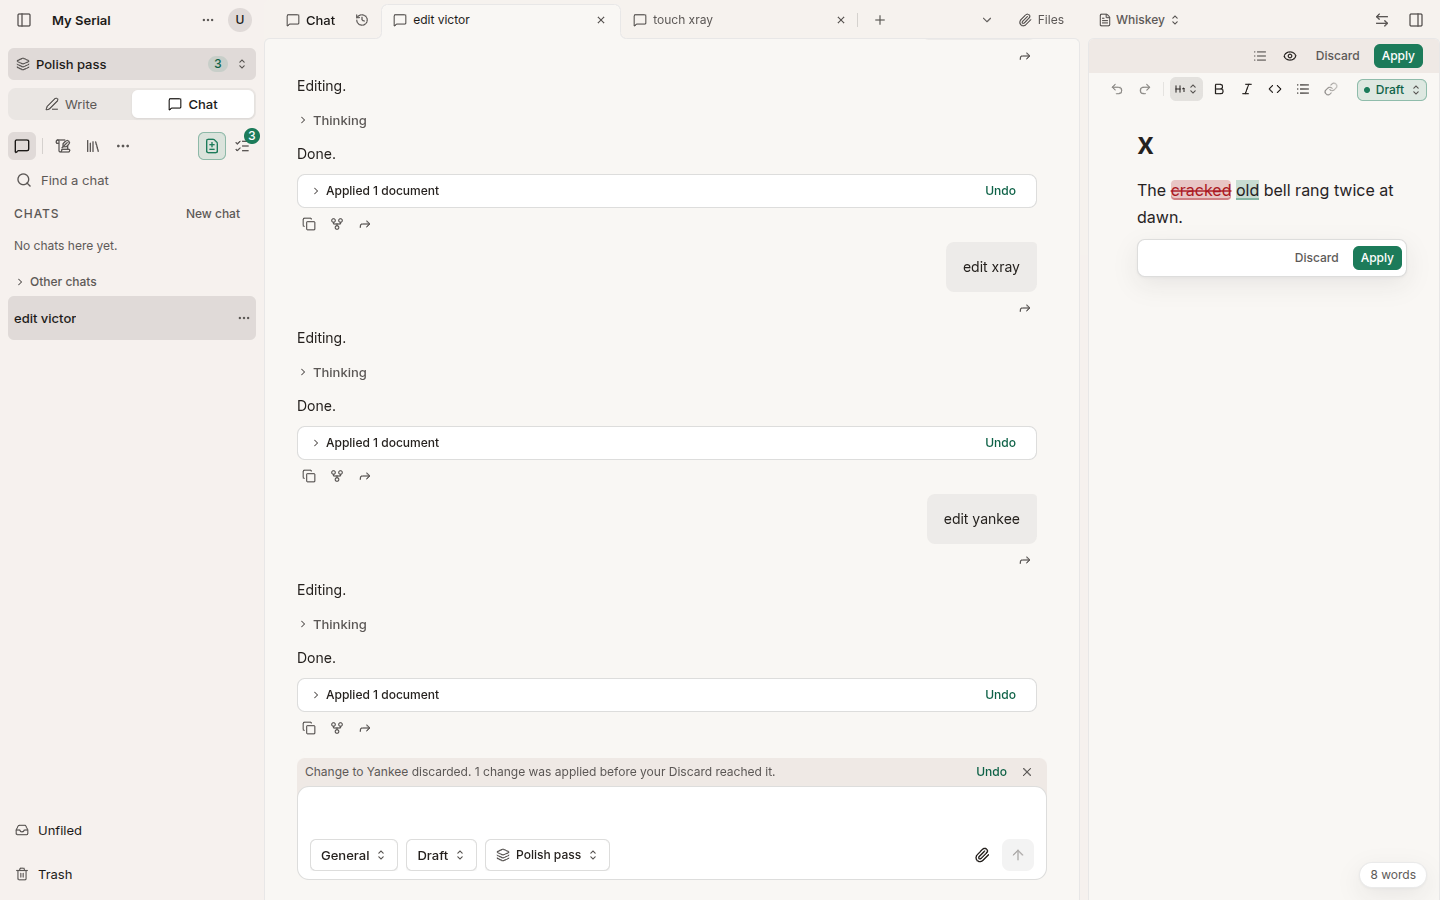 My Serial
U
Polish pass
3
Write
Chat
3
Find a chat
CHATS
New chat
No chats here yet.
Other chats
edit victor
Unfiled
Trash
Chat
edit victor
touch xray
Files
Editing.
Thinking
Done.
Applied 1 document
Undo
edit xray
Editing.
Thinking
Done.
Applied 1 document
Undo
edit yankee
Editing.
Thinking
Done.
Applied 1 document
Undo
Change to Yankee discarded. 1 change was applied before your Discard reached it.
Undo
General
Draft
Polish pass
Whiskey
Discard
Apply
H1
B
I
Draft
X
The cracked old bell rang twice at
dawn.
Discard
Apply
8 words